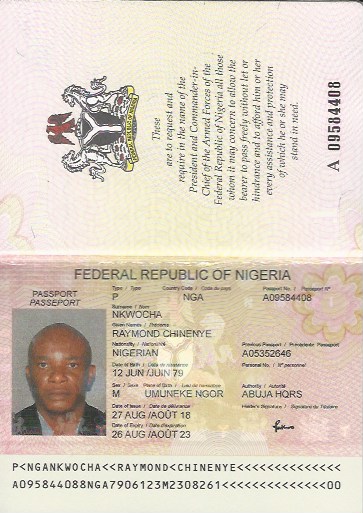 These
are to request and
require in the name of the
President and Commander-in-
Chief of the Armed Forces of the
Federal Republic of Nigeria all those
whom it may concern to allow the
bearer to pass freely without let or
hindrance and to afford him or her
every assistance and protection
of which he or she may
stand in need.
A 09584408
FEDERAL REPUBLIC OF NIGERIA
PASSPORT
PASSEPORT
Type / Type Country Code / Code du pays Passport No. / Passeport N°
P NGA A09584408
Surname / Nom
NKWOCHA
Given Names / Prénoms
RAYMOND CHINENYE
Nationality / Nationalité Previous Passport / Précédente Passeport
NIGERIAN A05352646
Date of Birth / Date de naissance Personal No. / N° personnel
12 JUN /JUIN 79
Sex / Sexe Place of Birth / Lieu de naissance Authority / Autorité
M UMUNEKE NGOR ABUJA HQRS
Date of Issue / Date de délivrance Holder's Signature / Signature du Titulaire
27 AUG /AOÛT 18
Date of Expiry / Date d'expiration
26 AUG /AOÛT 23
P<NGANKWOCHA<<RAYMOND<CHINENYE<<<<<<<<<<<<<<
A095844088NGA7906123M2308261<<<<<<<<<<<<<<00